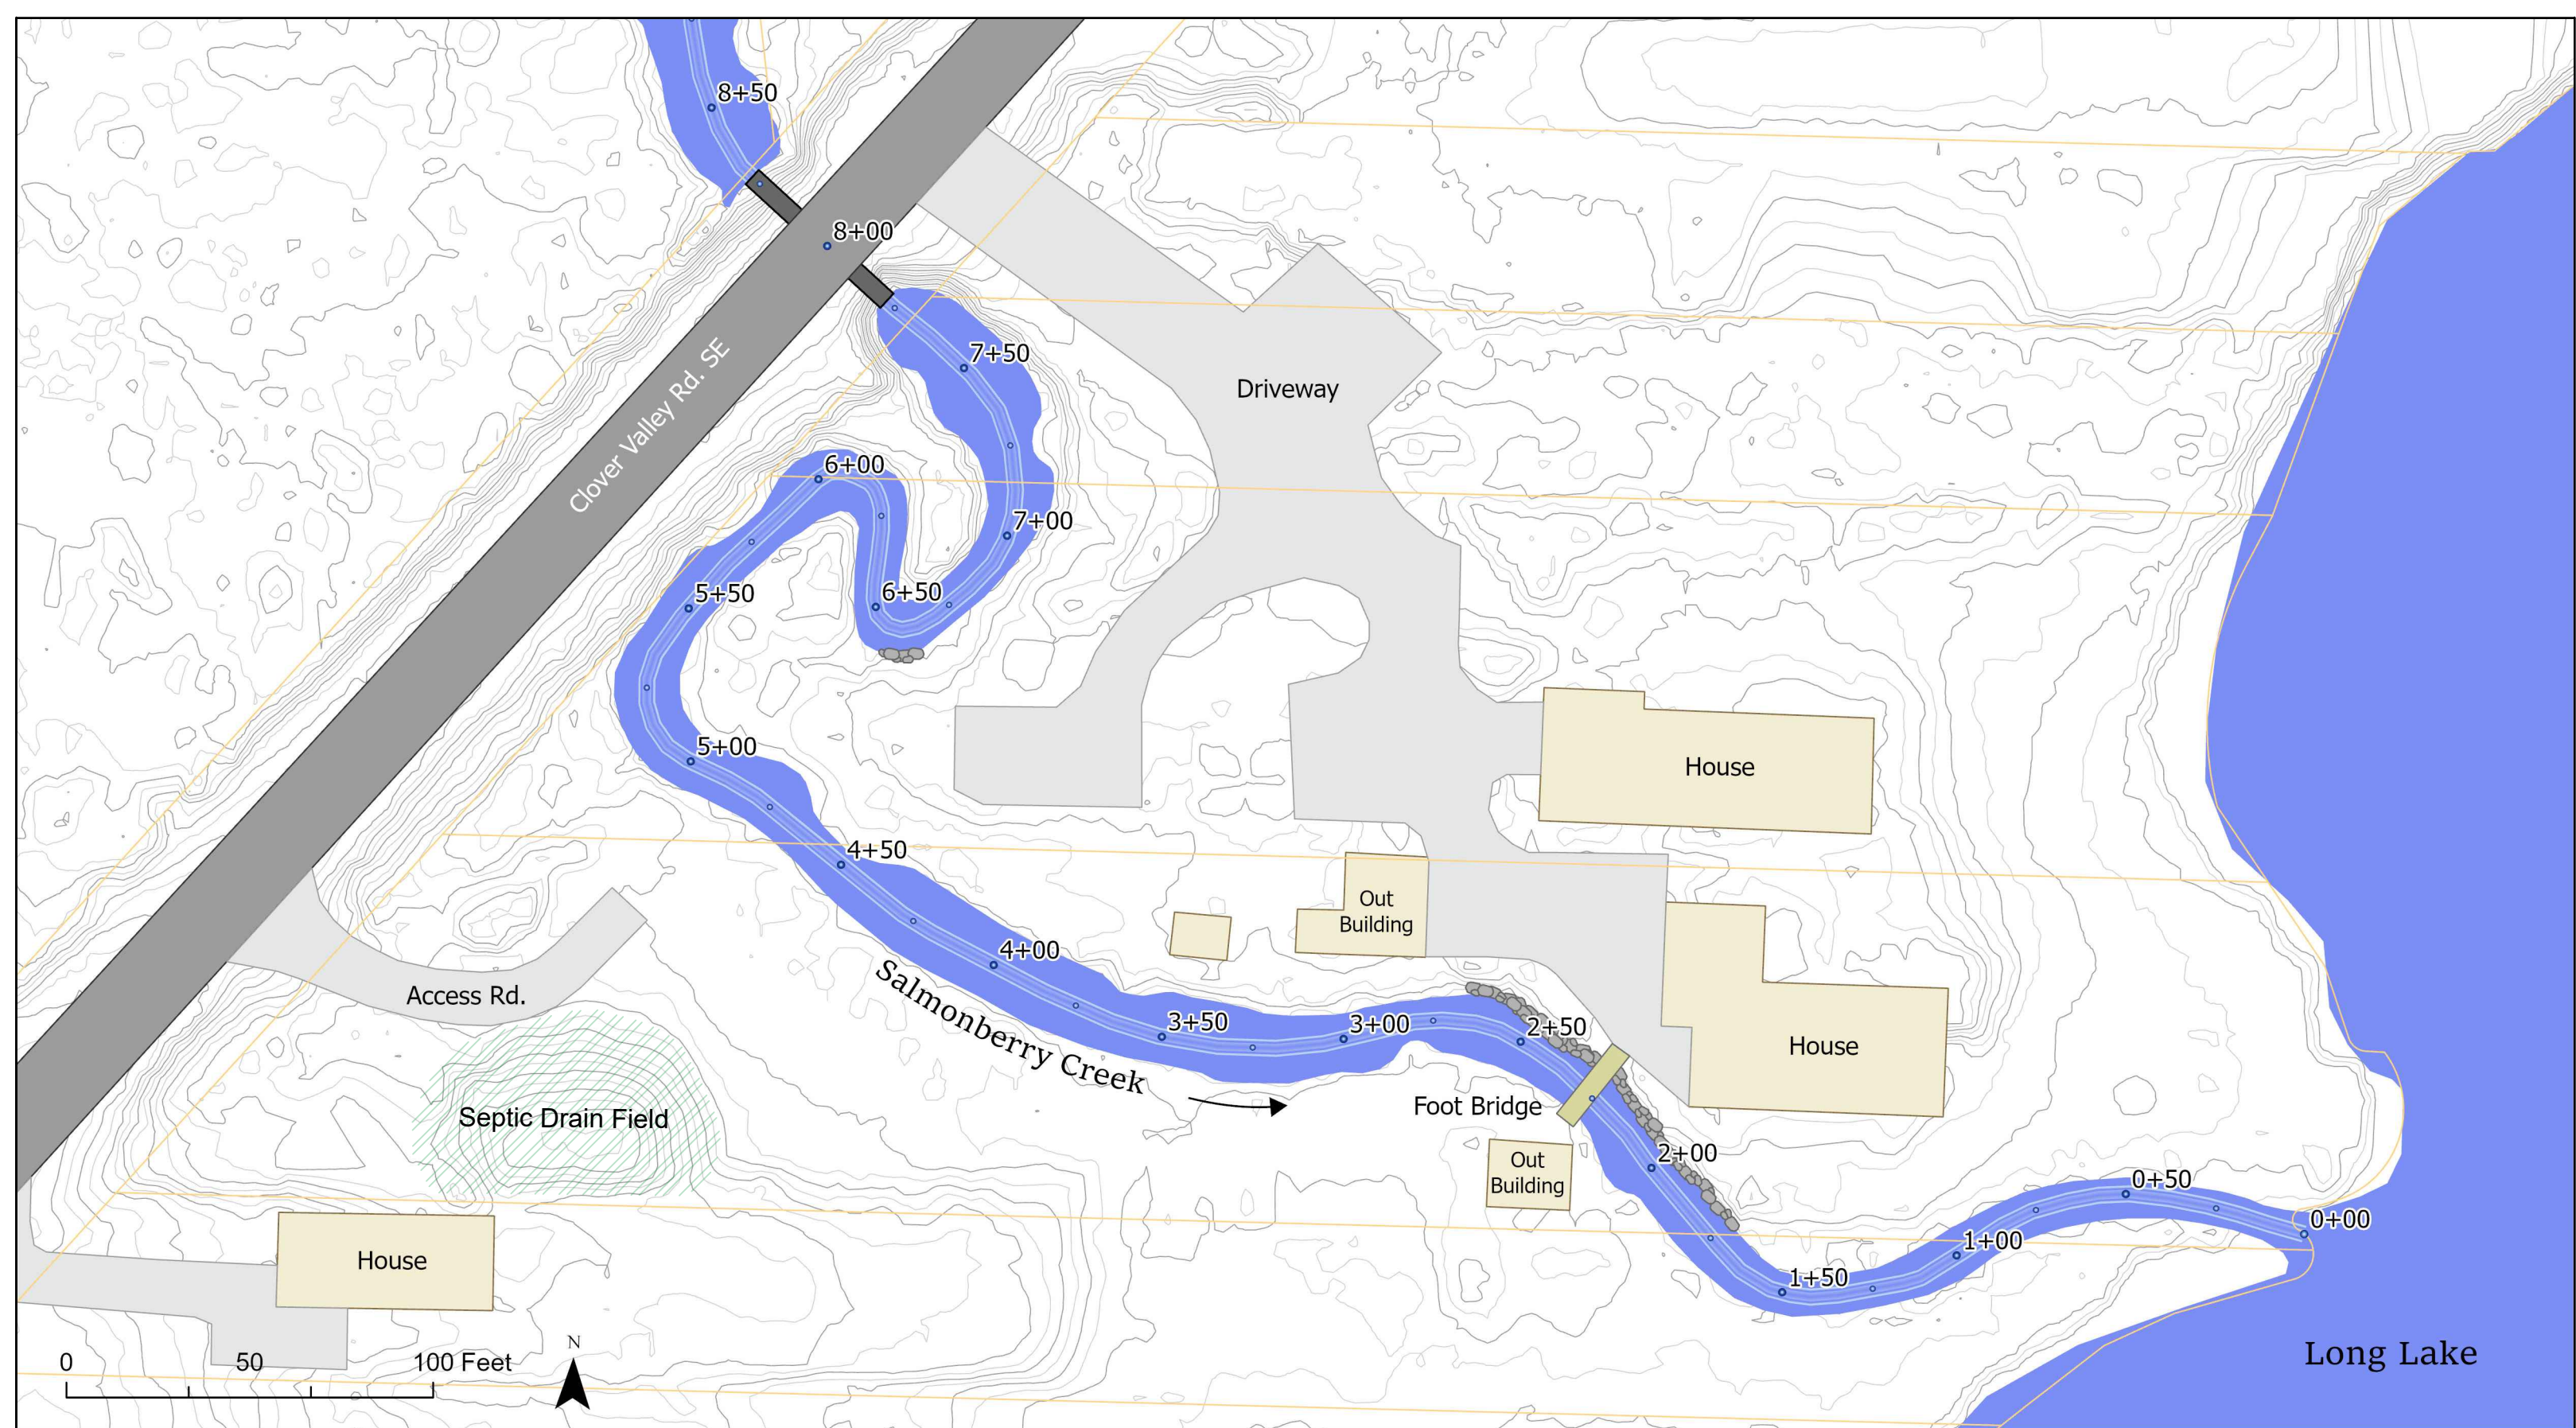 8+50
8+00
Clover Valley Rd. SE
7+50
Driveway
6+00
7+00
5+50
6+50
5+00
House
4+50
Out
Building
4+00
Access Rd.
Salmonberry Creek
3+50
3+00
2+50
House
Septic Drain Field
Foot Bridge
2+00
Out
Building
0+50
0+00
1+00
House
1+50
N
0
50
100 Feet
Long Lake